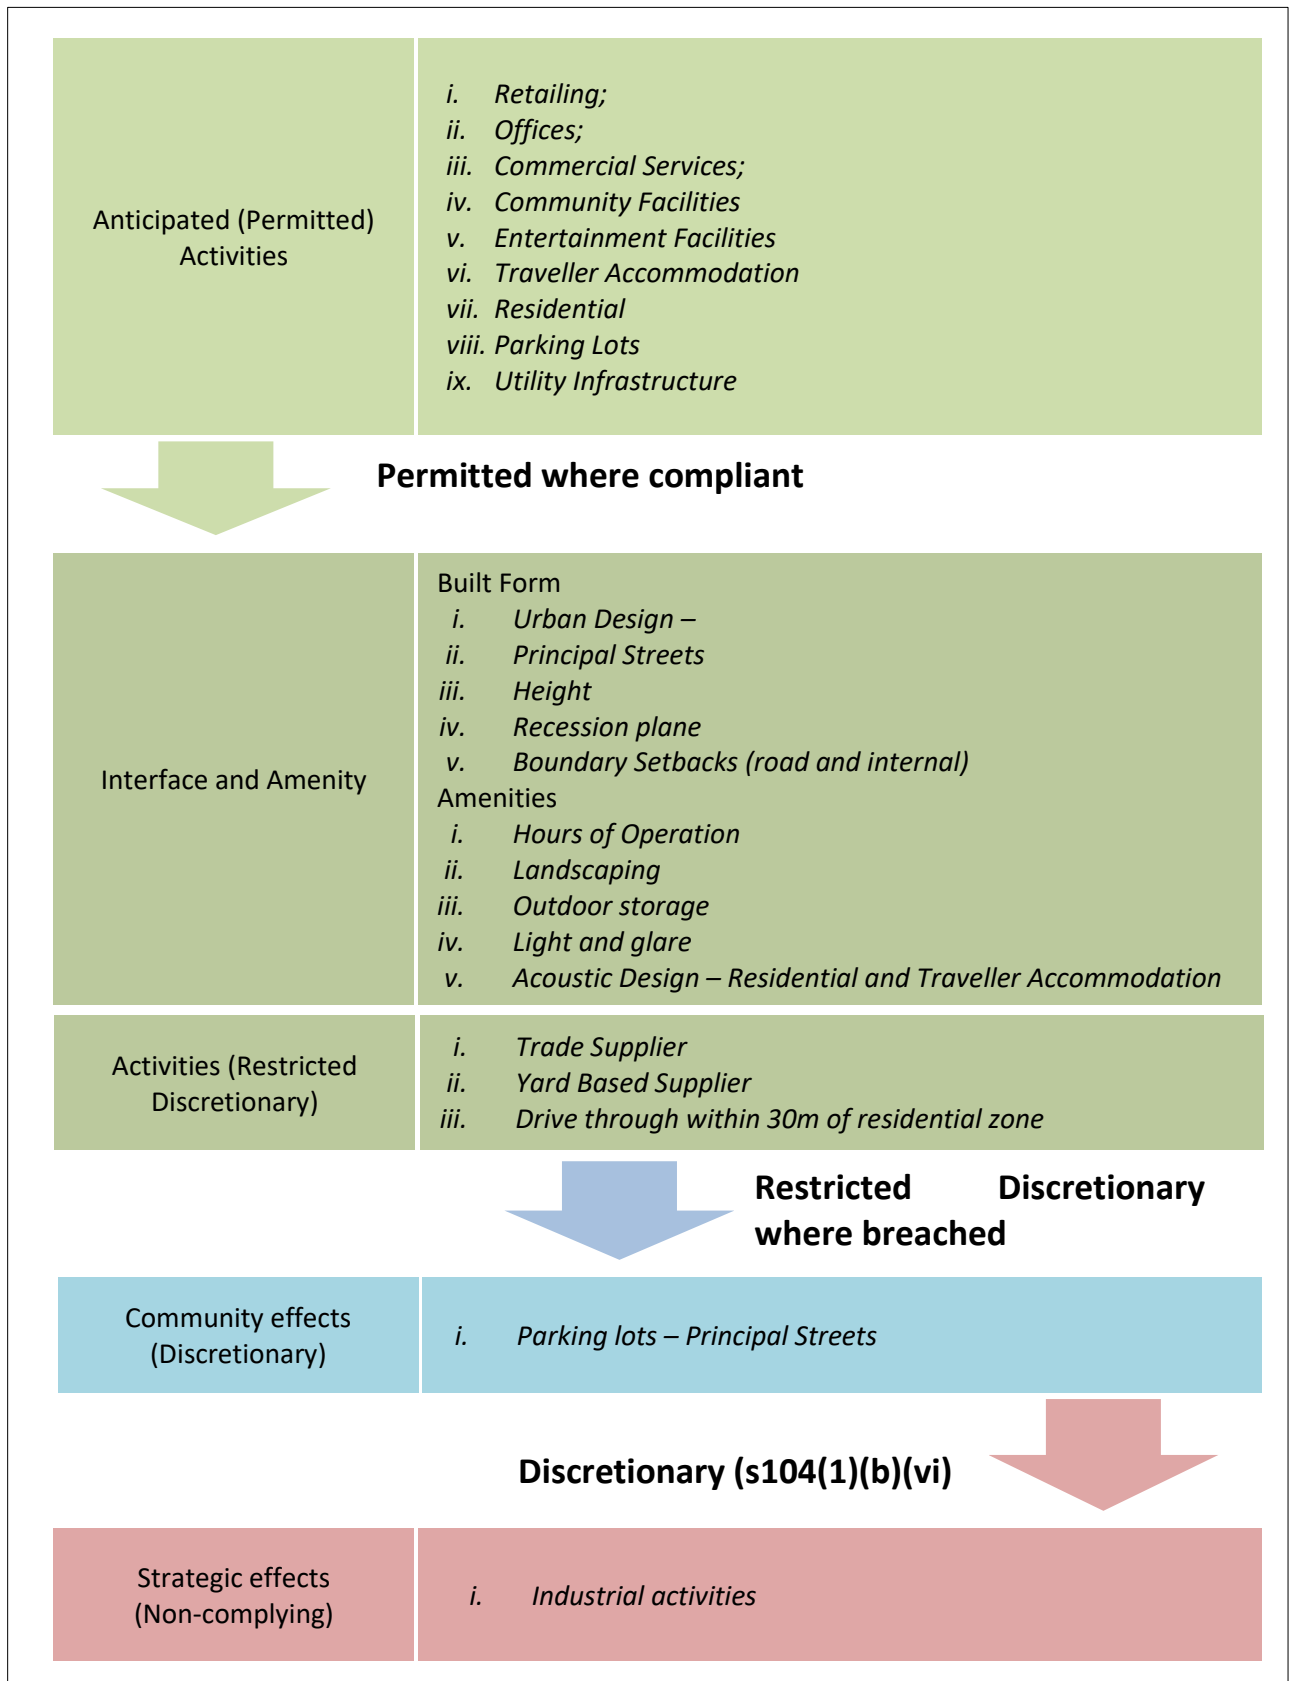 Anticipated (Permitted)
Activities
i. Retailing;
ii. Offices;
iii. Commercial Services;
iv. Community Facilities
v. Entertainment Facilities
vi. Traveller Accommodation
vii. Residential
viii. Parking Lots
ix. Utility Infrastructure
Permitted where compliant
Interface and Amenity
Built Form
i. Urban Design –
ii. Principal Streets
iii. Height
iv. Recession plane
v. Boundary Setbacks (road and internal)
Amenities
i. Hours of Operation
ii. Landscaping
iii. Outdoor storage
iv. Light and glare
v. Acoustic Design – Residential and Traveller Accommodation
Activities (Restricted
Discretionary)
i. Trade Supplier
ii. Yard Based Supplier
iii. Drive through within 30m of residential zone
Restricted Discretionary
where breached
Community effects
(Discretionary)
i. Parking lots – Principal Streets
Discretionary (s104(1)(b)(vi)
Strategic effects
(Non-complying)
i. Industrial activities